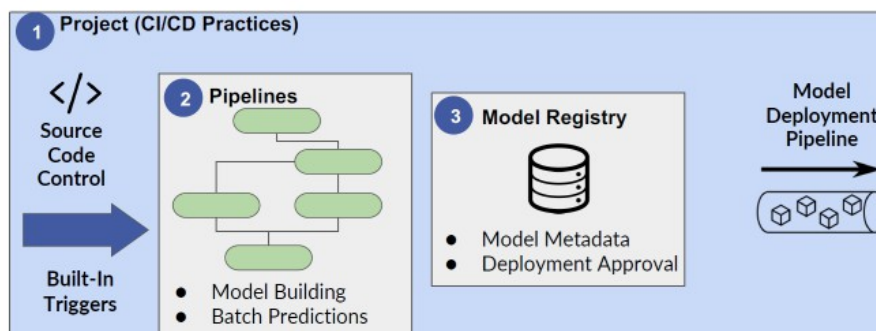 1 Project (CI/CD Practices)
</>
Source
Code
Control
Built-In
Triggers
2 Pipelines
● Model Building
● Batch Predictions
3 Model Registry
● Model Metadata
● Deployment Approval
Model
Deployment
Pipeline